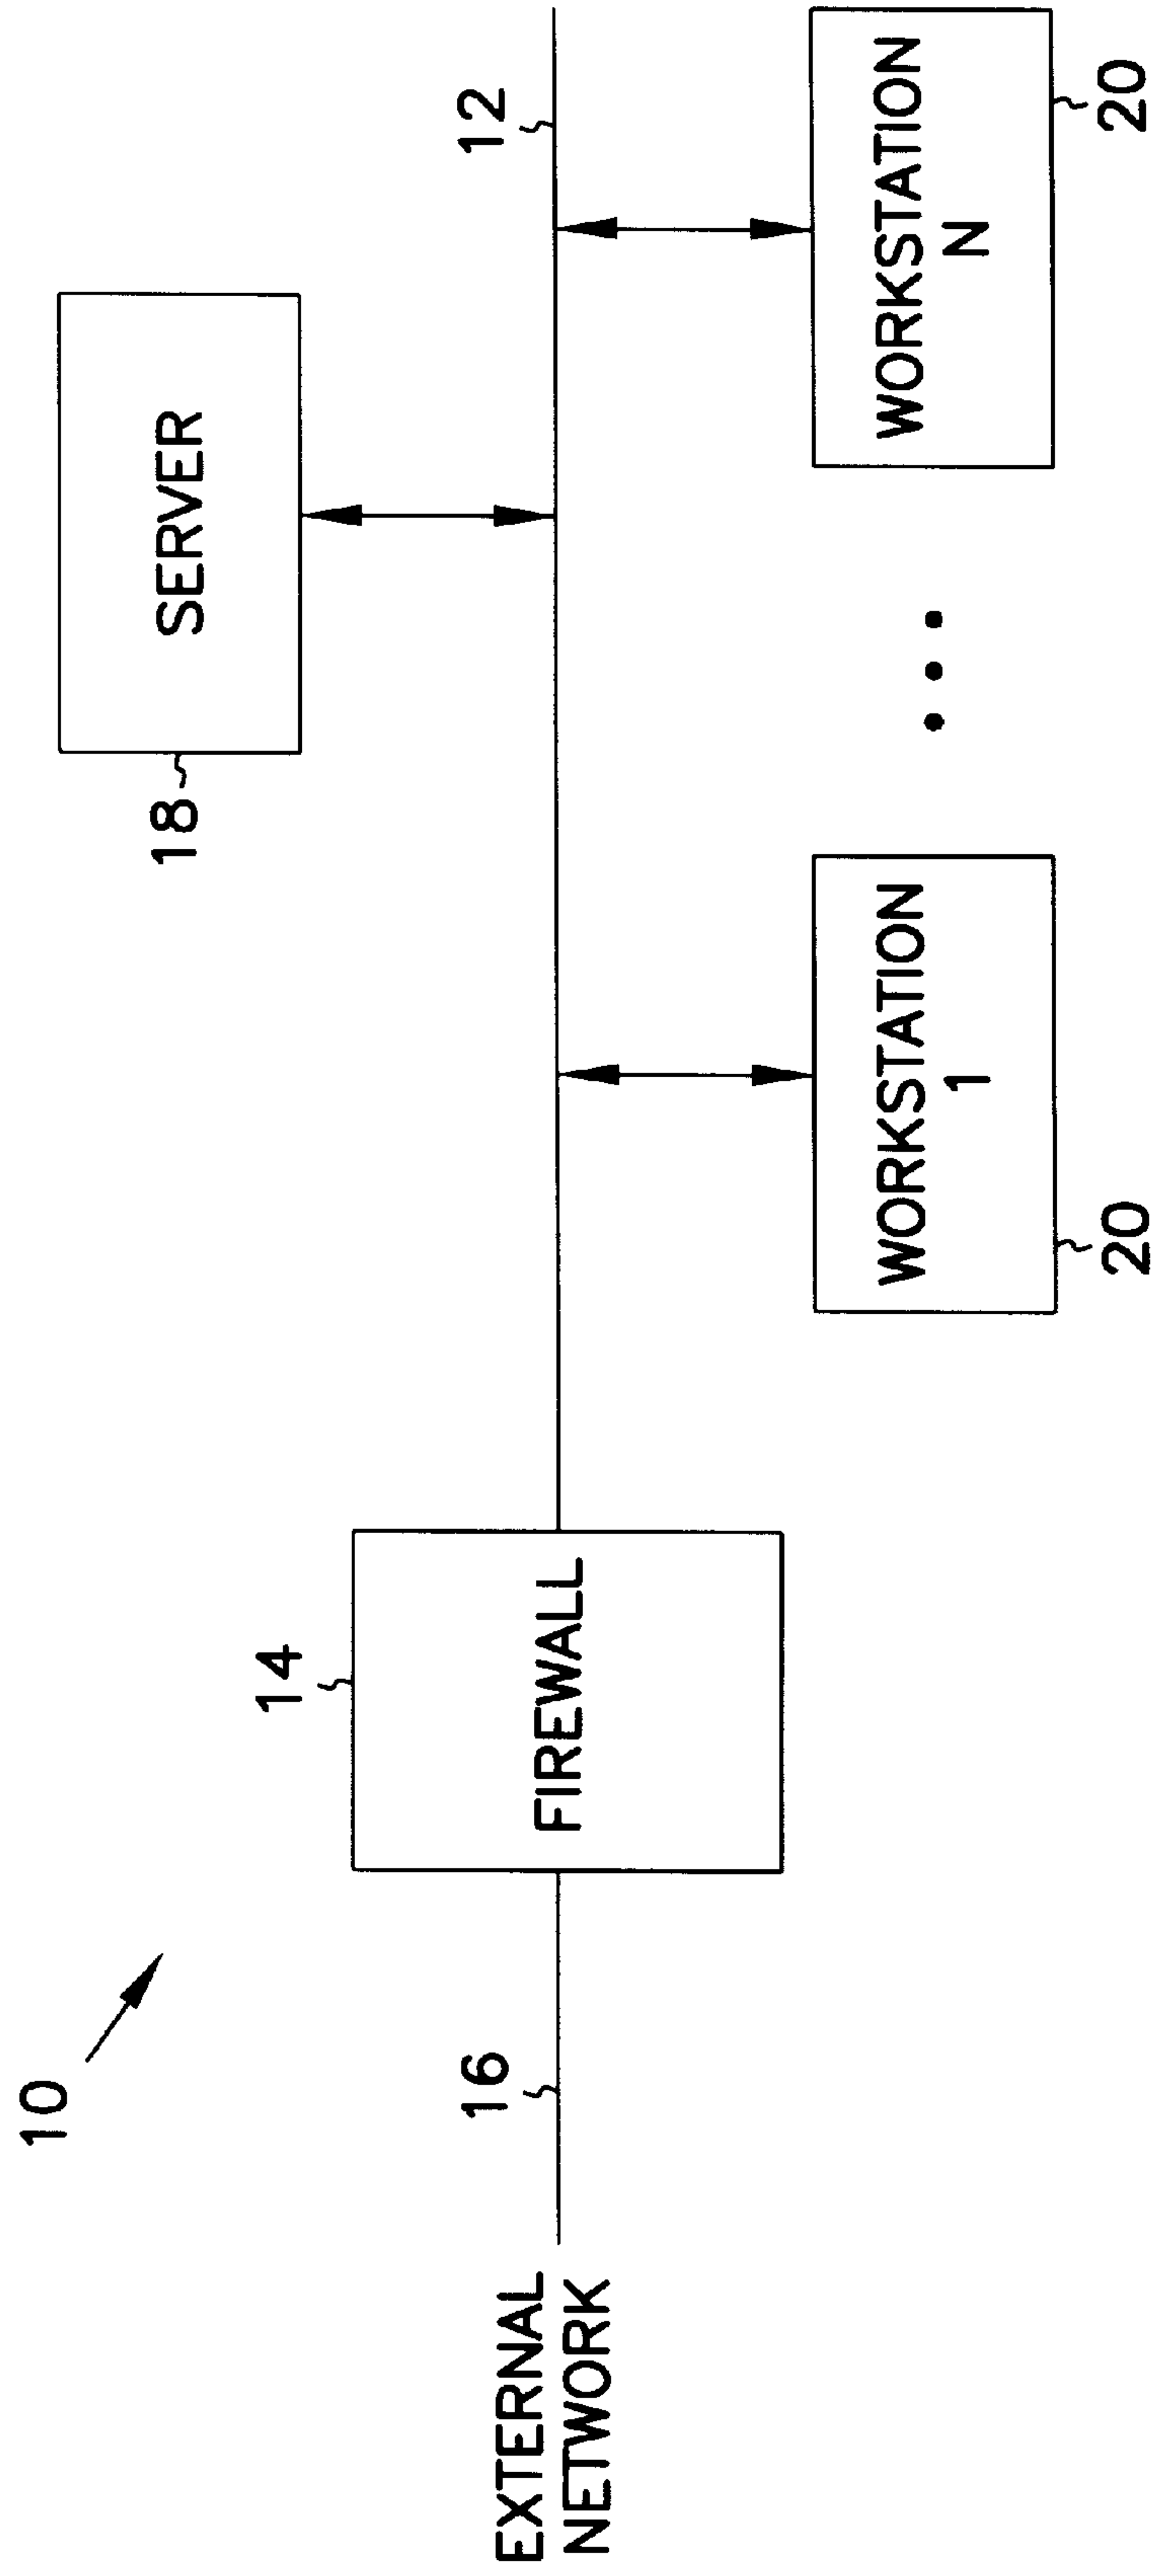 10
18
SERVER
14
16
12
EXTERNAL
NETWORK
FIREWALL
WORKSTATION
1
20
WORKSTATION
N
20